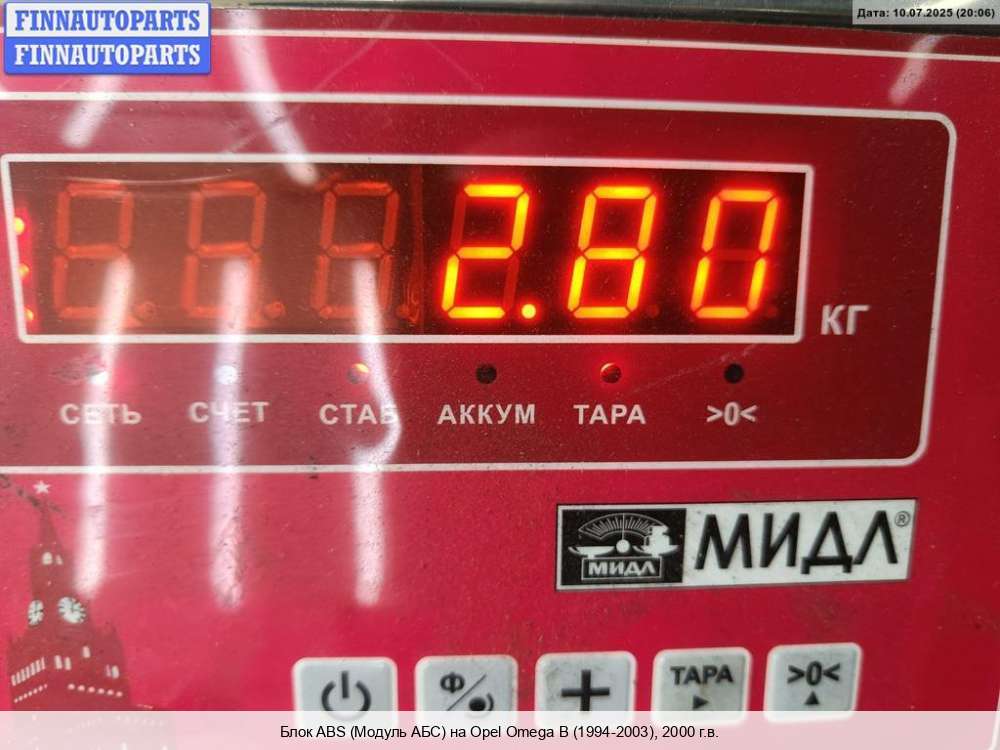 FINNAUTOPARTS
FINNAUTOPARTS
Дата: 10.07.2025 (20:06)
2.80
КГ
СЕТЬ СЧЕТ СТАБ АККУМ ТАРА >0<
МИДЛ МИДЛ®
Ф ТАРА >0<
Блок ABS (Модуль АБС) на Opel Omega B (1994-2003), 2000 г.в.